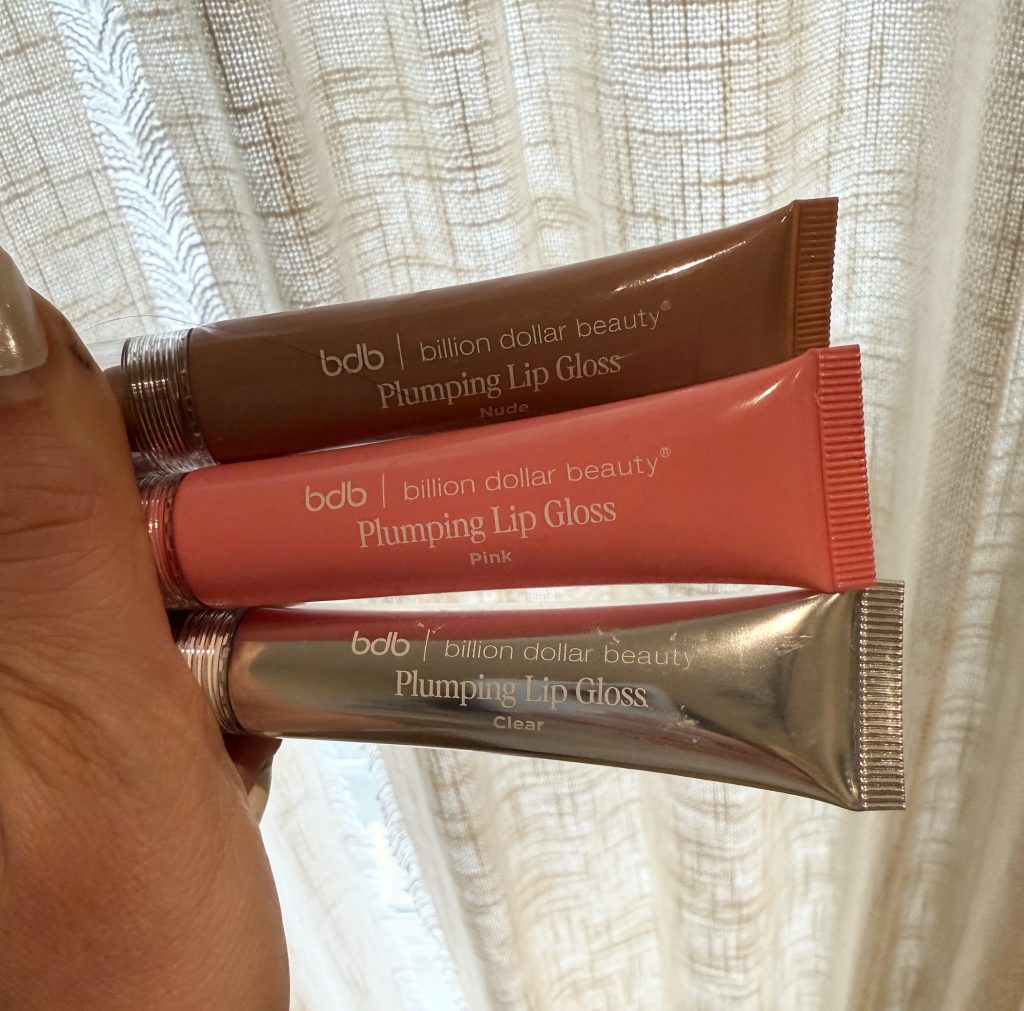 bdb | billion dollar beauty®
Plumping Lip Gloss
Nude
bdb | billion dollar beauty®
Plumping Lip Gloss
Pink
bdb | billion dollar beauty
Plumping Lip Gloss
Clear